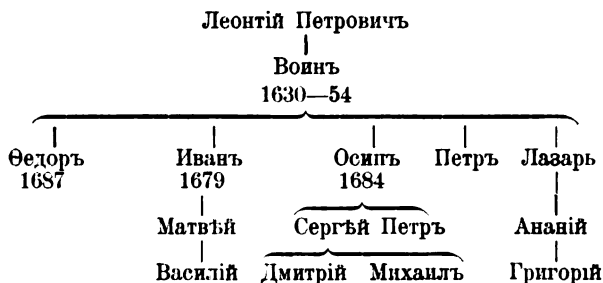 Леонтій Петровичъ
Воинъ
1630—54
Ѳедоръ Иванъ Осипъ Петръ Лазарь
1687 1679 1684
Матвѣй Сергѣй Петръ Ананій
Василій Дмитрій Михаилъ Григорій